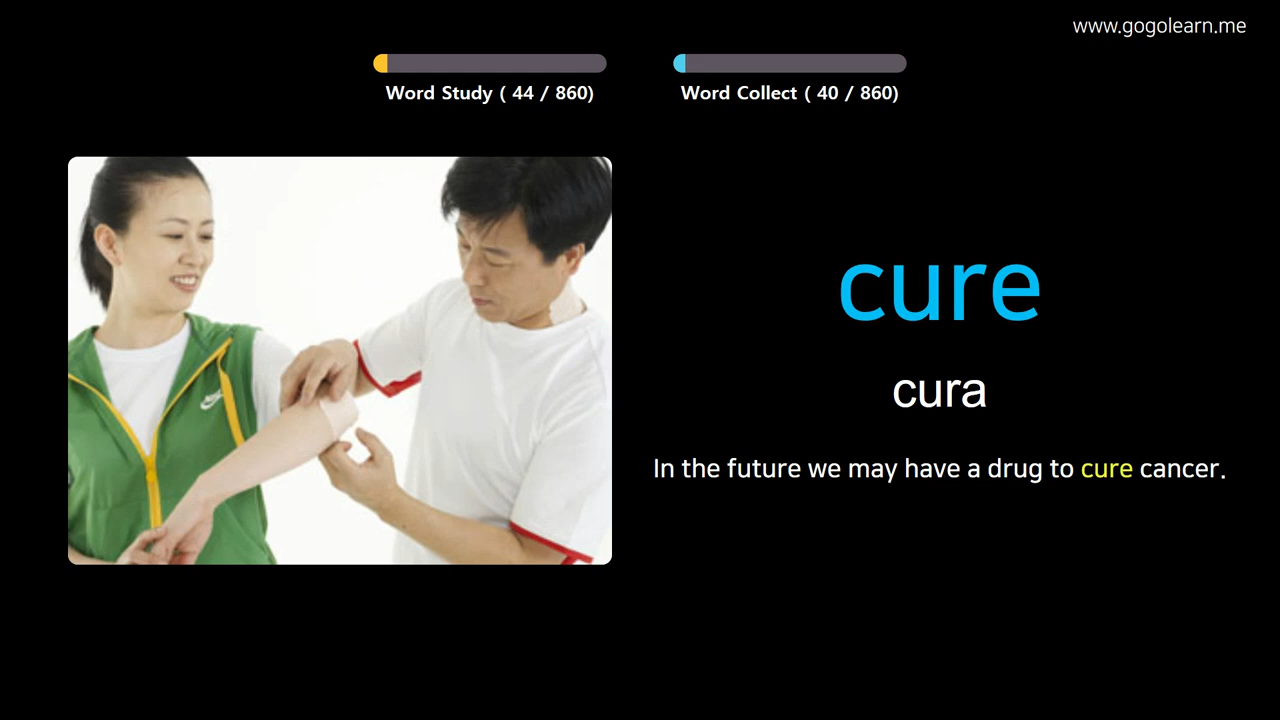 www.gogolearn.me
Word Study ( 44 / 860)
Word Collect ( 40 / 860)
cure
cura
In the future we may have a drug to cure cancer.